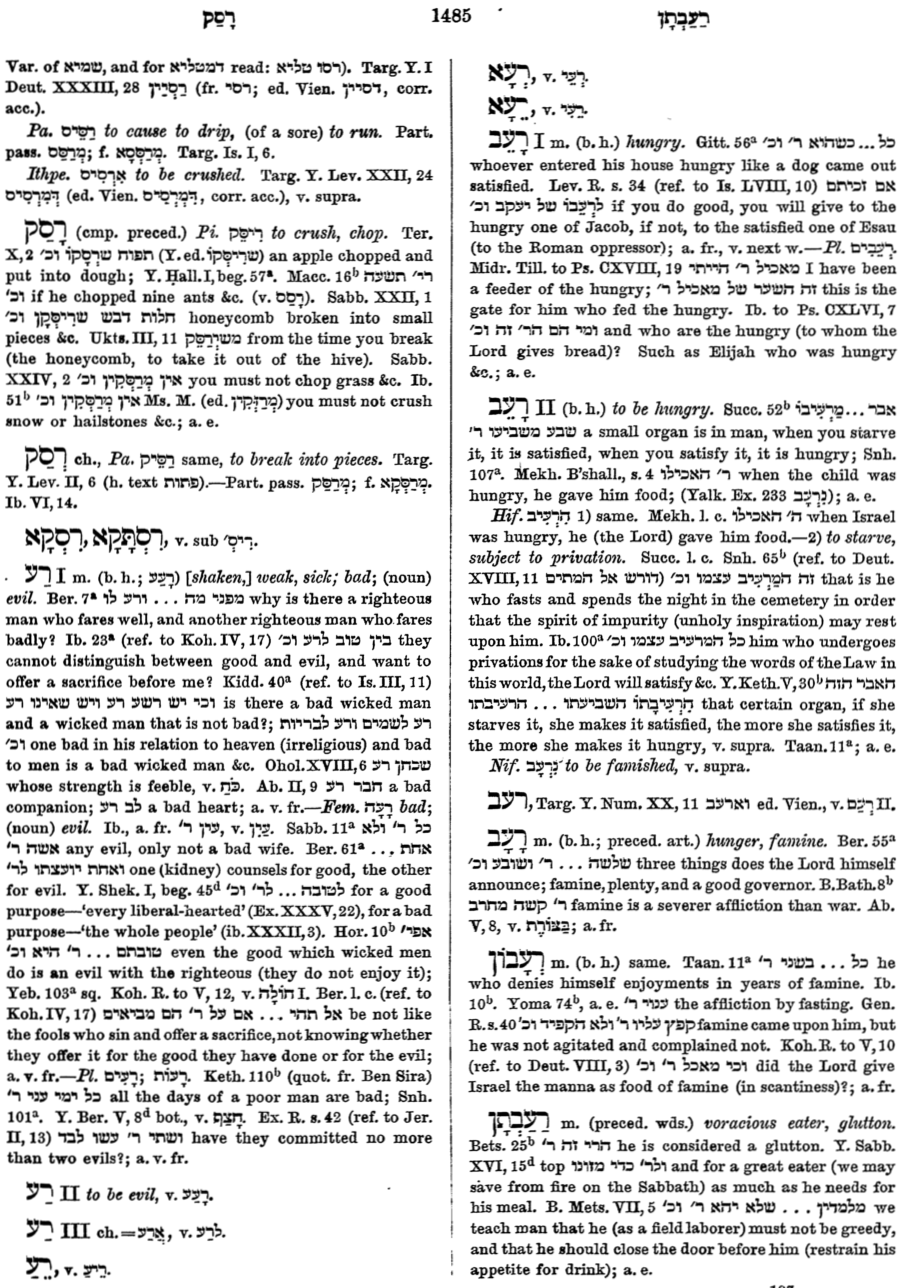 רָסַק 1485 רַעַבְתָן
Var. of שמיא, and for דמטליא read: רסו טליא). Targ. Y. I
Deut. XXXIII, 28 רַסְיָין (fr. רסי; ed. Vien. דסיין, corr.
acc.).
Pa. רַסֵּיס to cause to drip, (of a sore) to run. Part.
pass. מְרַסַּס; f. מְרַסְּסָא. Targ. Is. I, 6.
Ithpe. אִרְסִיס to be crushed. Targ. Y. Lev. XXII, 24
דְּמִרְסִיס (ed. Vien. דִּמְרְסִיס, corr. acc.), v. supra.
רָסַק (cmp. preced.) Pi. רִיסֵּק to crush, chop. Ter.
X, 2 תפוח שרְסָקוֹ וכ' (Y. ed. שריסְּקוֹ) an apple chopped and
put into dough; Y. Ḥall. I, beg. 57ª. Macc. 16ᵇ רי' תשעה
וכ' if he chopped nine ants &c. (v. רָסַס). Sabb. XXII, 1
חלות דבש שריסְּקָן וכ' honeycomb broken into small
pieces &c. Ukts. III, 11 משיְרַסֵּק from the time you break
(the honeycomb, to take it out of the hive). Sabb.
XXIV, 2 אין מְרַסְּקִין וכ' you must not chop grass &c. Ib.
51ᵇ אין מְרַסְּקִין וכ' Ms. M. (ed. מְרַזְּקִין) you must not crush
snow or hailstones &c.; a. e.
רְסַק ch., Pa. רַסֵּיק same, to break into pieces. Targ.
Y. Lev. II, 6 (h. text פתות).—Part. pass. מְרַסַּק; f. מְרַסְּקָא.
Ib. VI, 14.
רִסְתָּקָא, רִסְקָא, v. sub רִיס'.
רַע I m. (b. h.; רָעַע) [shaken,] weak, sick; bad; (noun)
evil. Ber. 7ª מפני מה ... ורע לו why is there a righteous
man who fares well, and another righteous man who fares
badly? Ib. 23ª (ref. to Koh. IV, 17) בין טוב לרע וכ' they
cannot distinguish between good and evil, and want to
offer a sacrifice before me? Kidd. 40ª (ref. to Is. III, 11)
וכי יש רשע רע ויש שאינו רע is there a bad wicked man
and a wicked man that is not bad?; רע לשמים ורע לבריות
וכ' one bad in his relation to heaven (irreligious) and bad
to men is a bad wicked man &c. Ohol. XVIII, 6 שכחן רע
whose strength is feeble, v. כֹּחַ. Ab. II, 9 חבר רע a bad
companion; לב רע a bad heart; a. v. fr.—Fem. רָעָה bad;
(noun) evil. Ib., a. fr. עין ר', v. עַיִן. Sabb. 11ª כל ר' ולא
אשה ר' any evil, only not a bad wife. Ber. 61ª אחת ...
ואחת יועצתו לר' one (kidney) counsels for good, the other
for evil. Y. Shek. I, beg. 45ᵈ לטובה ... לר' וכ' for a good
purpose—'every liberal-hearted' (Ex. XXXV, 22), for a bad
purpose—'the whole people' (ib. XXXII, 3). Hor. 10ᵇ אפי'
טובתם ... ר' היא וכ' even the good which wicked men
do is an evil with the righteous (they do not enjoy it);
Yeb. 103ª sq. Koh. R. to V, 12, v. חוֹלָה I. Ber. l. c. (ref. to
Koh. IV, 17) אל תהי ... אם על ר' הם מביאים be not like
the fools who sin and offer a sacrifice, not knowing whether
they offer it for the good they have done or for the evil;
a. v. fr.—Pl. רָעִים; רָעוֹת. Keth. 110ᵇ (quot. fr. Ben Sira)
כל ימי עני ר' all the days of a poor man are bad; Snh.
101ª. Y. Ber. V, 8ᵈ bot., v. חָצַף. Ex. R. s. 42 (ref. to Jer.
II, 13) ושתי ר' עשו לבד have they committed no more
than two evils?; a. v. fr.
רַע II to be evil, v. רָעַע.
רַע III ch.=אֲרַע, v. לרַע.
רֵעַ, v. רֵיעַ.
רְעָא, v. רְעֵי.
רֵעָא, v. רֵעִי.
רָעֵב I m. (b. h.) hungry. Gitt. 56ª כל ... כשהוא ר' וכ'
whoever entered his house hungry like a dog came out
satisfied. Lev. R. s. 34 (ref. to Is. LVIII, 10) אם זכיתם
לרְעֵבוֹ של יעקב וכ' if you do good, you will give to the
hungry one of Jacob, if not, to the satisfied one of Esau
(to the Roman oppressor); a. fr., v. next w.—Pl. רְעֵבִים.
Midr. Till. to Ps. CXVIII, 19 מאכיל ר' הייתי I have been
a feeder of the hungry; זה השער של מאכיל ר' this is the
gate for him who fed the hungry. Ib. to Ps. CXLVI, 7
ומי הם הר' זה וכ' and who are the hungry (to whom the
Lord gives bread)? Such as Elijah who was hungry
&c.; a. e.
רָעֵב II (b. h.) to be hungry. Succ. 52ᵇ אבר ... מַרְעִיבוֹ
שבע משביעו ר' a small organ is in man, when you starve
it, it is satisfied, when you satisfy it, it is hungry; Snh.
107ª. Mekh. B'shall., s. 4 ר' האכילו when the child was
hungry, he gave him food; (Yalk. Ex. 233 נִרְעָב); a. e.
Hif. הִרְעִיב 1) same. Mekh. l. c. ה' האכילו when Israel
was hungry, he (the Lord) gave him food.—2) to starve,
subject to privation. Succ. l. c. Snh. 65ᵇ (ref. to Deut.
XVIII, 11 דורש אל המתים) זה המַרְעִיב עצמו וכ' that is he
who fasts and spends the night in the cemetery in order
that the spirit of impurity (unholy inspiration) may rest
upon him. Ib. 100ª כל המרעיב עצמו וכ' him who undergoes
privations for the sake of studying the words of the Law in
this world, the Lord will satisfy &c. Y. Keth. V, 30ᵇ האבר הזה
הִרְעִיבָתוֹ השביעתו ... הרעיבתו that certain organ, if she
starves it, she makes it satisfied, the more she satisfies it,
the more she makes it hungry, v. supra. Taan. 11ª; a. e.
Nif. נִרְעָב to be famished, v. supra.
רעב, Targ. Y. Num. XX, 11 וארעב ed. Vien., v. רְעַם II.
רָעָב m. (b. h.; preced. art.) hunger, famine. Ber. 55ª
שלשה ... ר' ושובע וכ' three things does the Lord himself
announce; famine, plenty, and a good governor. B. Bath. 8ᵇ
ר' קשה מחרב famine is a severer affliction than war. Ab.
V, 8, v. בַּצּוֹרֶת; a. fr.
רְעָבוֹן m. (b. h.) same. Taan. 11ª כל ... בשני ר' he
who denies himself enjoyments in years of famine. Ib.
10ᵇ. Yoma 74ᵇ, a. e. ענוי ר' the affliction by fasting. Gen.
R. s. 40 קפץ עליו ר' ולא הקפיד וכ' famine came upon him, but
he was not agitated and complained not. Koh. R. to V, 10
(ref. to Deut. VIII, 3) וכי מאכל ר' וכ' did the Lord give
Israel the manna as food of famine (in scantiness)?; a. fr.
רַעַבְתָן m. (preced. wds.) voracious eater, glutton.
Bets. 25ᵇ הרי זה ר' he is considered a glutton. Y. Sabb.
XVI, 15ᵈ top ולר' כדי מזונו and for a great eater (we may
save from fire on the Sabbath) as much as he needs for
his meal. B. Mets. VII, 5 מלמדין ... שלא יהא ר' וכ' we
teach man that he (as a field laborer) must not be greedy,
and that he should close the door before him (restrain his
appetite for drink); a. e.